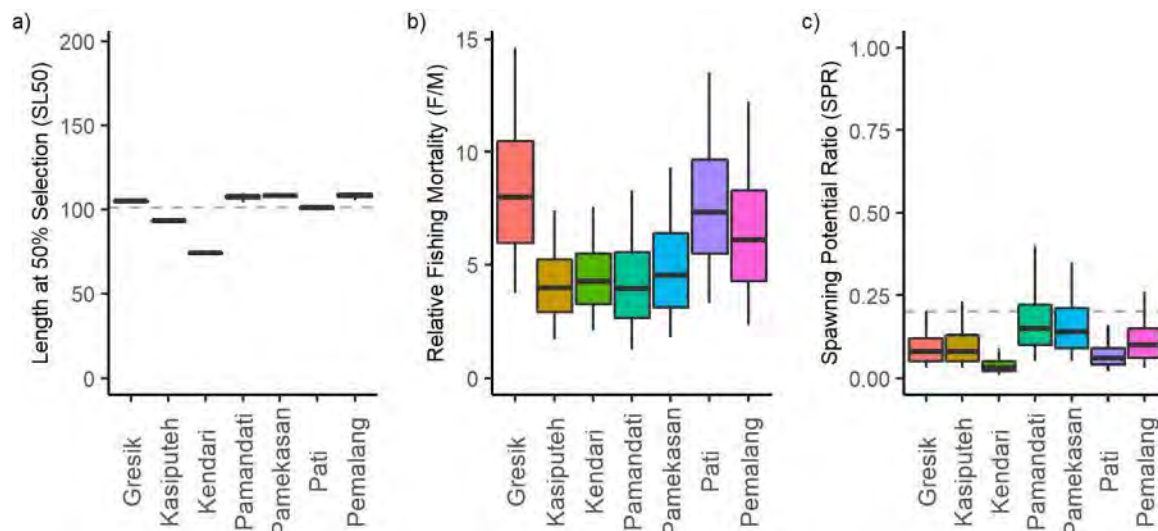 a)
Length at 50% Selection (SL50)
200
150
100
50
0
Gresik
Kasiputeh
Kendari
Pamandati
Pamekasan
Pati
Pemalang
b)
Relative Fishing Mortality (F/M)
15
10
5
0
Gresik
Kasiputeh
Kendari
Pamandati
Pamekasan
Pati
Pemalang
c)
Spawning Potential Ratio (SPR)
1.00
0.75
0.50
0.25
0.00
Gresik
Kasiputeh
Kendari
Pamandati
Pamekasan
Pati
Pemalang